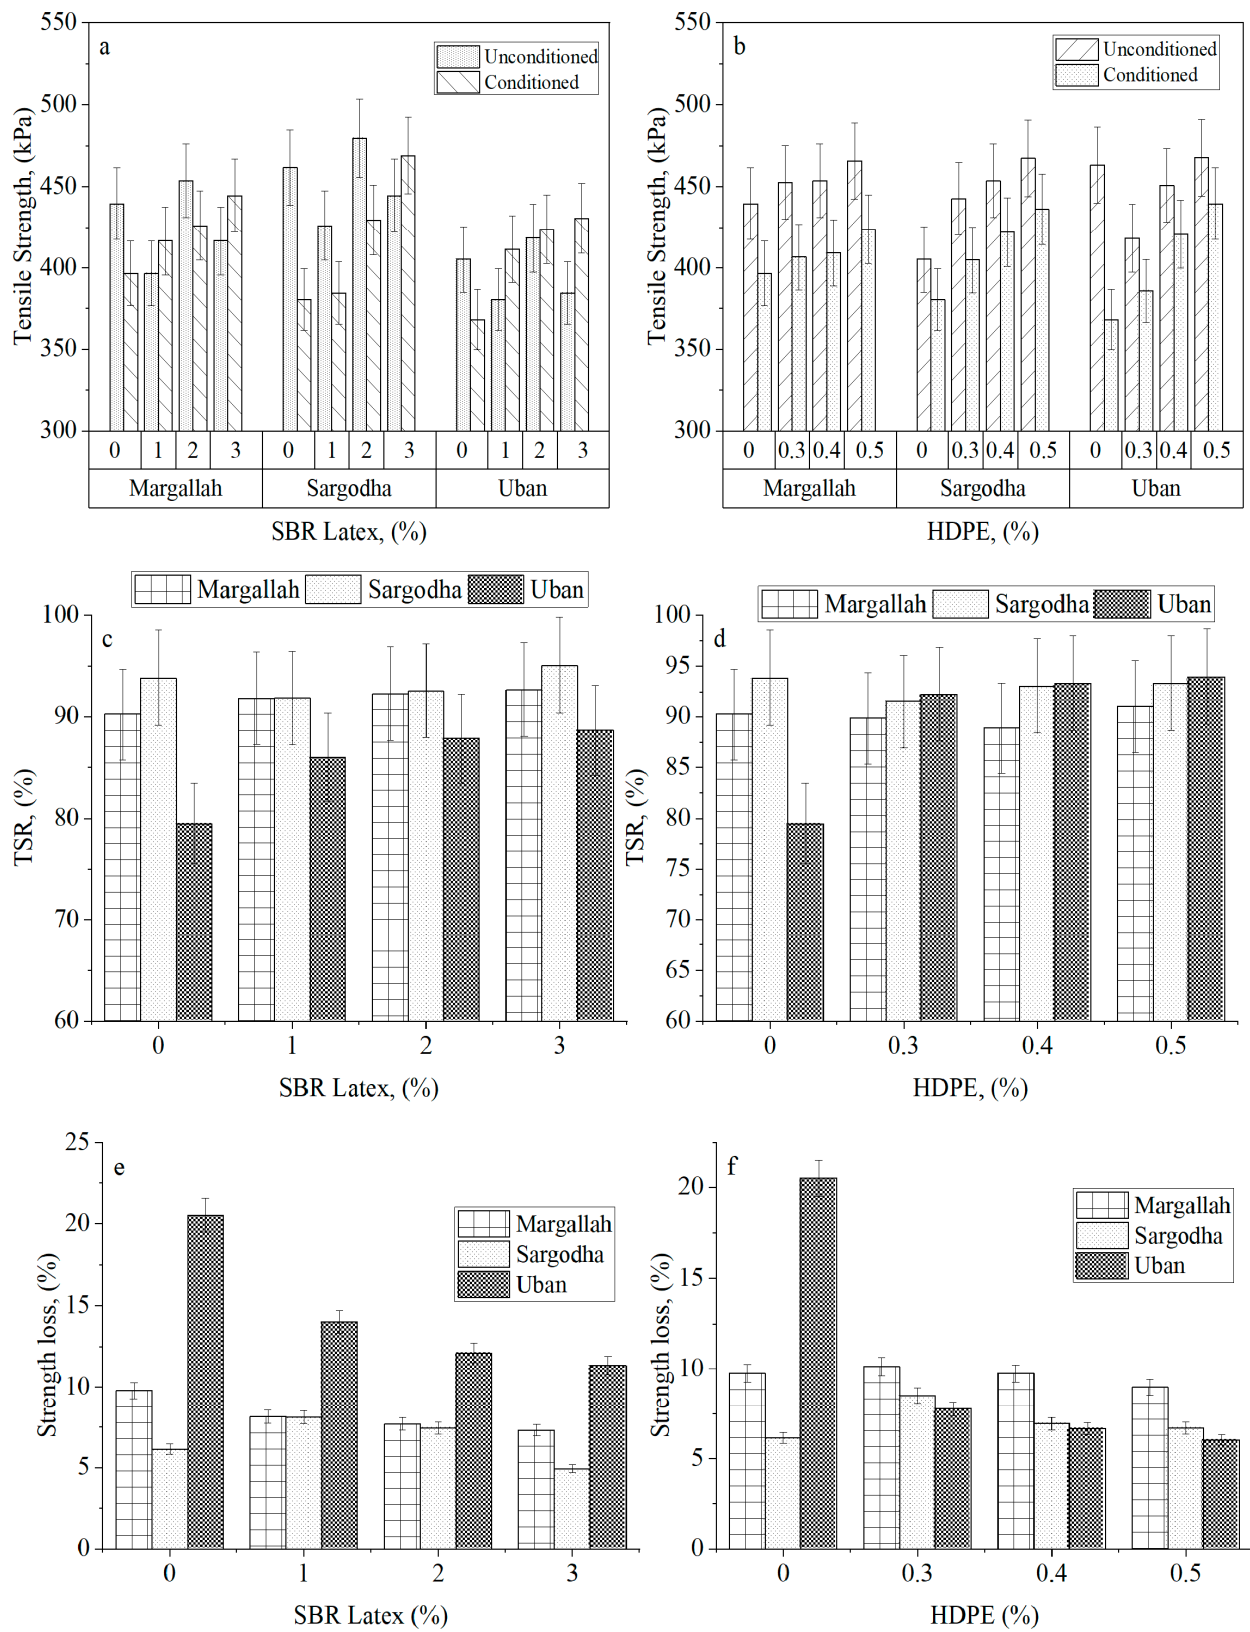 a
Unconditioned
Conditioned
Tensile Strength, (kPa)
550
500
450
400
350
300
0 1 2 3 0 1 2 3 0 1 2 3
Margallah Sargodha Uban
SBR Latex, (%)
b
Unconditioned
Conditioned
Tensile Strength, (kPa)
550
500
450
400
350
300
0 0.3 0.4 0.5 0 0.3 0.4 0.5 0 0.3 0.4 0.5
Margallah Sargodha Uban
HDPE, (%)
Margallah Sargodha Uban
c
TSR, (%)
100
90
80
70
60
0 1 2 3
SBR Latex, (%)
Margallah Sargodha Uban
d
TSR, (%)
100
95
90
85
80
75
70
65
60
0 0.3 0.4 0.5
HDPE, (%)
e
Margallah
Sargodha
Uban
Strength loss, (%)
25
20
15
10
5
0
0 1 2 3
SBR Latex (%)
f
Margallah
Sargodha
Uban
Strength loss, (%)
20
15
10
5
0
0 0.3 0.4 0.5
HDPE (%)